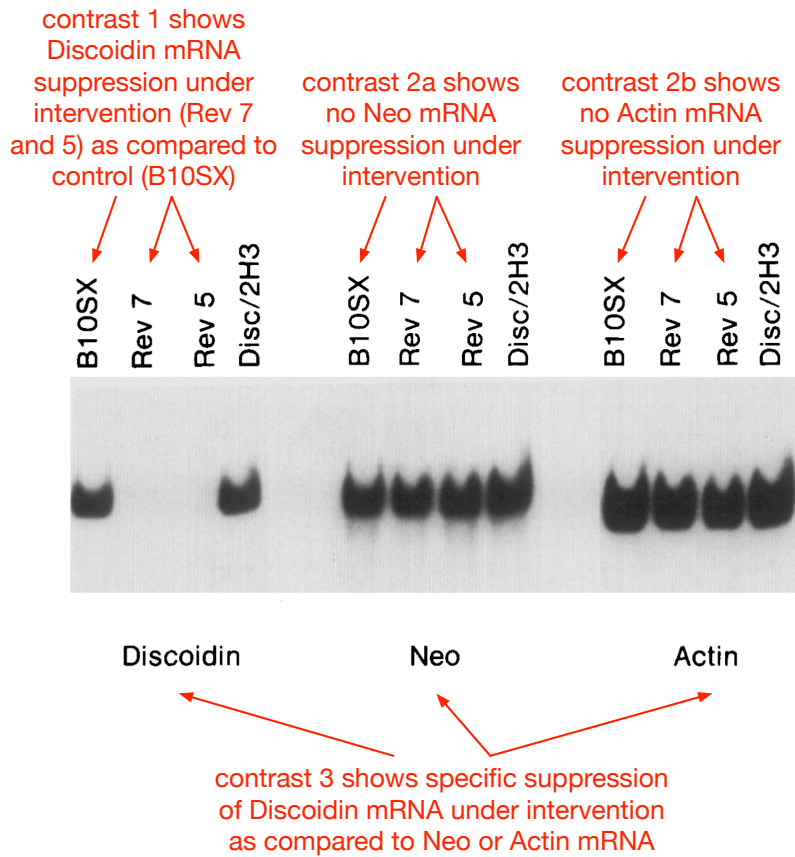 contrast 1 shows
Discoidin mRNA
suppression under
intervention (Rev 7
and 5) as compared to
control (B10SX)
contrast 2a shows
no Neo mRNA
suppression under
intervention
contrast 2b shows
no Actin mRNA
suppression under
intervention
B10SX
Rev 7
Rev 5
Disc/2H3
B10SX
Rev 7
Rev 5
Disc/2H3
B10SX
Rev 7
Rev 5
Disc/2H3
Discoidin
Neo
Actin
contrast 3 shows specific suppression
of Discoidin mRNA under intervention
as compared to Neo or Actin mRNA